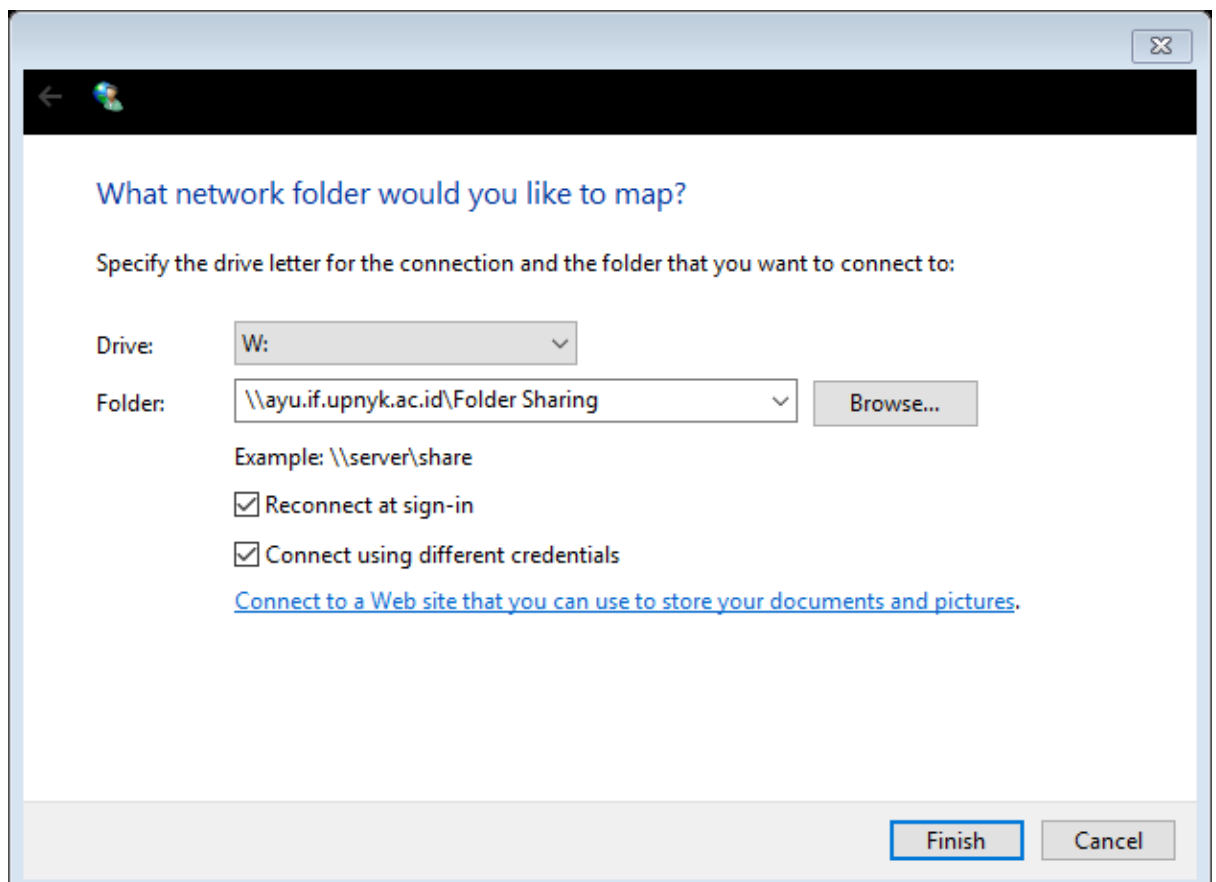 What network folder would you like to map?
Specify the drive letter for the connection and the folder that you want to connect to:
Drive: W:
Folder: \\ayu.if.upnyk.ac.id\Folder Sharing Browse...
Example: \\server\share
Reconnect at sign-in
Connect using different credentials
Connect to a Web site that you can use to store your documents and pictures.
Finish Cancel